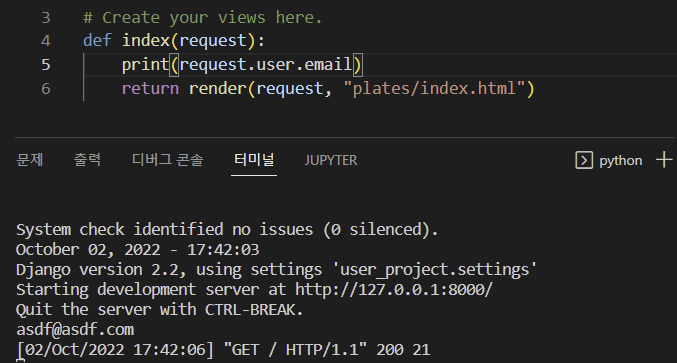 3 # Create your views here.
4 def index(request):
5 print(request.user.email)
6 return render(request, "plates/index.html")
문제 출력 디버그 콘솔 터미널 JUPYTER python
System check identified no issues (0 silenced).
October 02, 2022 - 17:42:03
Django version 2.2, using settings 'user_project.settings'
Starting development server at http://127.0.0.1:8000/
Quit the server with CTRL-BREAK.
asdf@asdf.com
[02/Oct/2022 17:42:06] "GET / HTTP/1.1" 200 21